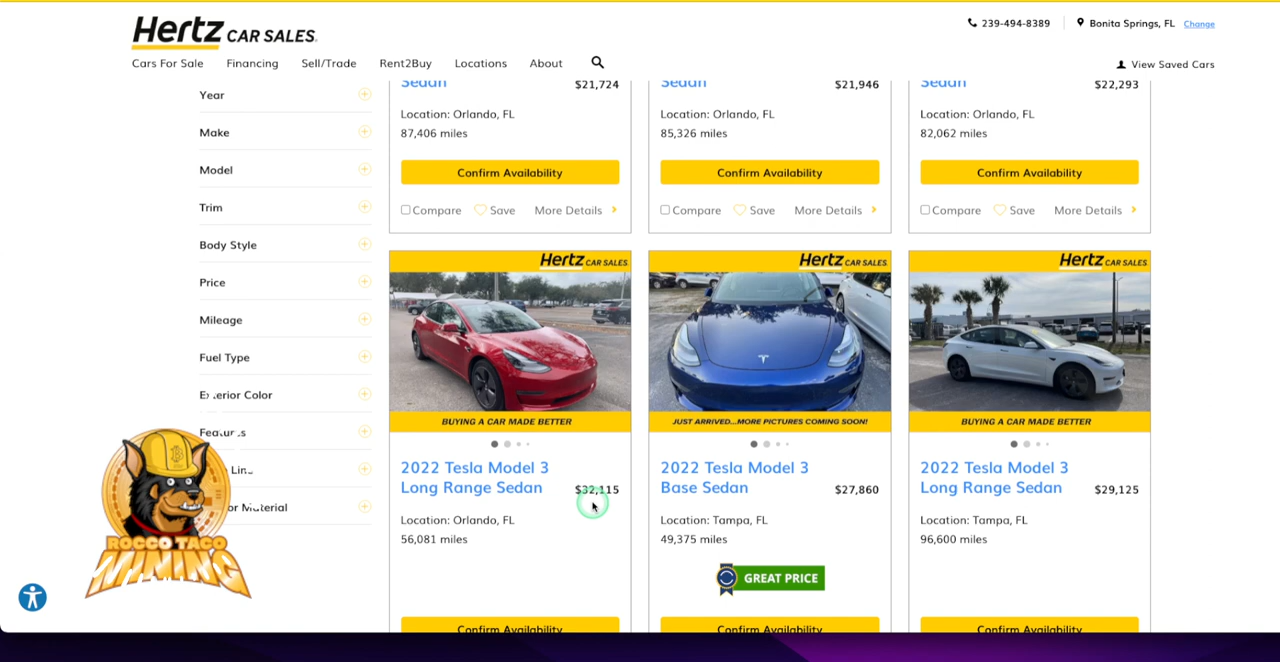 Hertz CAR SALES.
239-494-8389
Bonita Springs, FL
Change
Cars For Sale
Financing
Sell/Trade
Rent2Buy
Locations
About
View Saved Cars
Year
Make
Model
Trim
Body Style
Price
Mileage
Fuel Type
Exterior Color
Features
Line
or Material
Sedan
$21,724
Location: Orlando, FL
87,406 miles
Confirm Availability
Compare
Save
More Details
Sedan
$21,946
Location: Orlando, FL
85,326 miles
Confirm Availability
Compare
Save
More Details
Sedan
$22,293
Location: Orlando, FL
82,062 miles
Confirm Availability
Compare
Save
More Details
Hertz CAR SALES
BUYING A CAR MADE BETTER
2022 Tesla Model 3
Long Range Sedan
$32,115
Location: Orlando, FL
56,081 miles
Confirm Availability
Hertz CAR SALES
JUST ARRIVED...MORE PICTURES COMING SOON!
2022 Tesla Model 3
Base Sedan
$27,860
Location: Tampa, FL
49,375 miles
GREAT PRICE
Confirm Availability
Hertz CAR SALES
BUYING A CAR MADE BETTER
2022 Tesla Model 3
Long Range Sedan
$29,125
Location: Tampa, FL
96,600 miles
Confirm Availability
ROCCO TACO
MINING